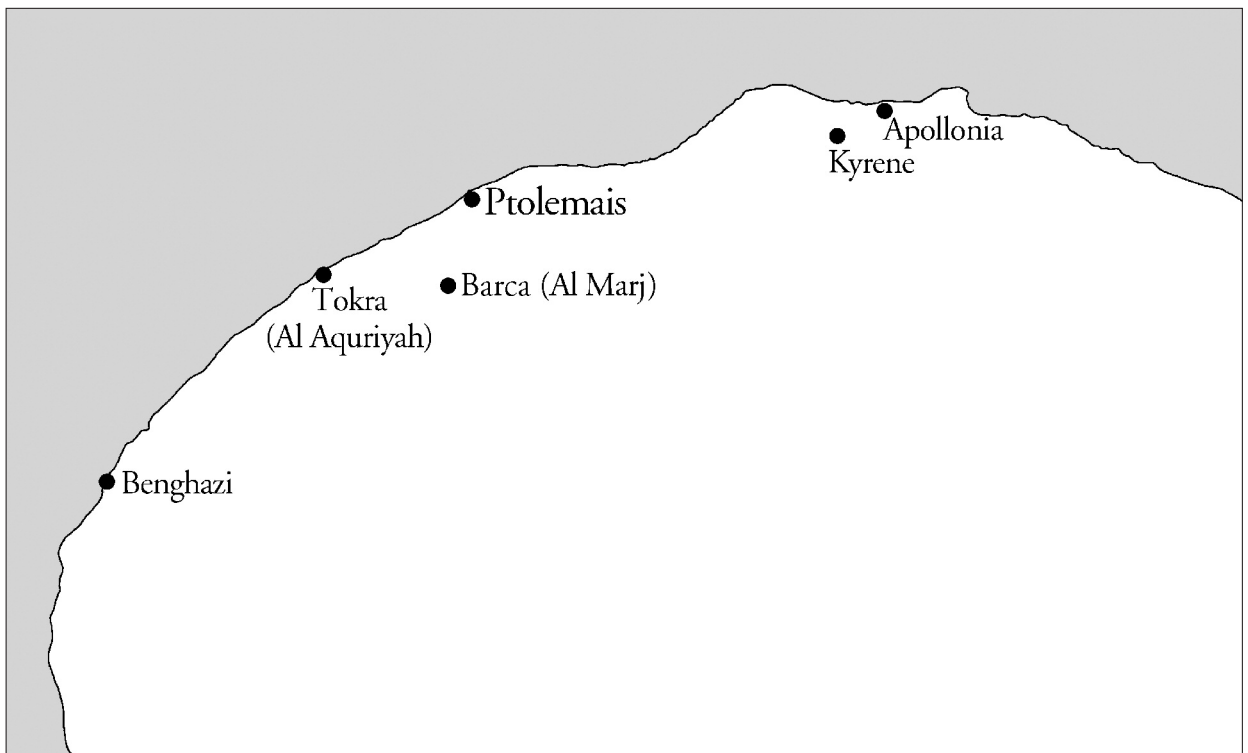 Apollonia
Kyrene
Ptolemais
Barca (Al Marj)
Tokra
(Al Aquriyah)
Benghazi